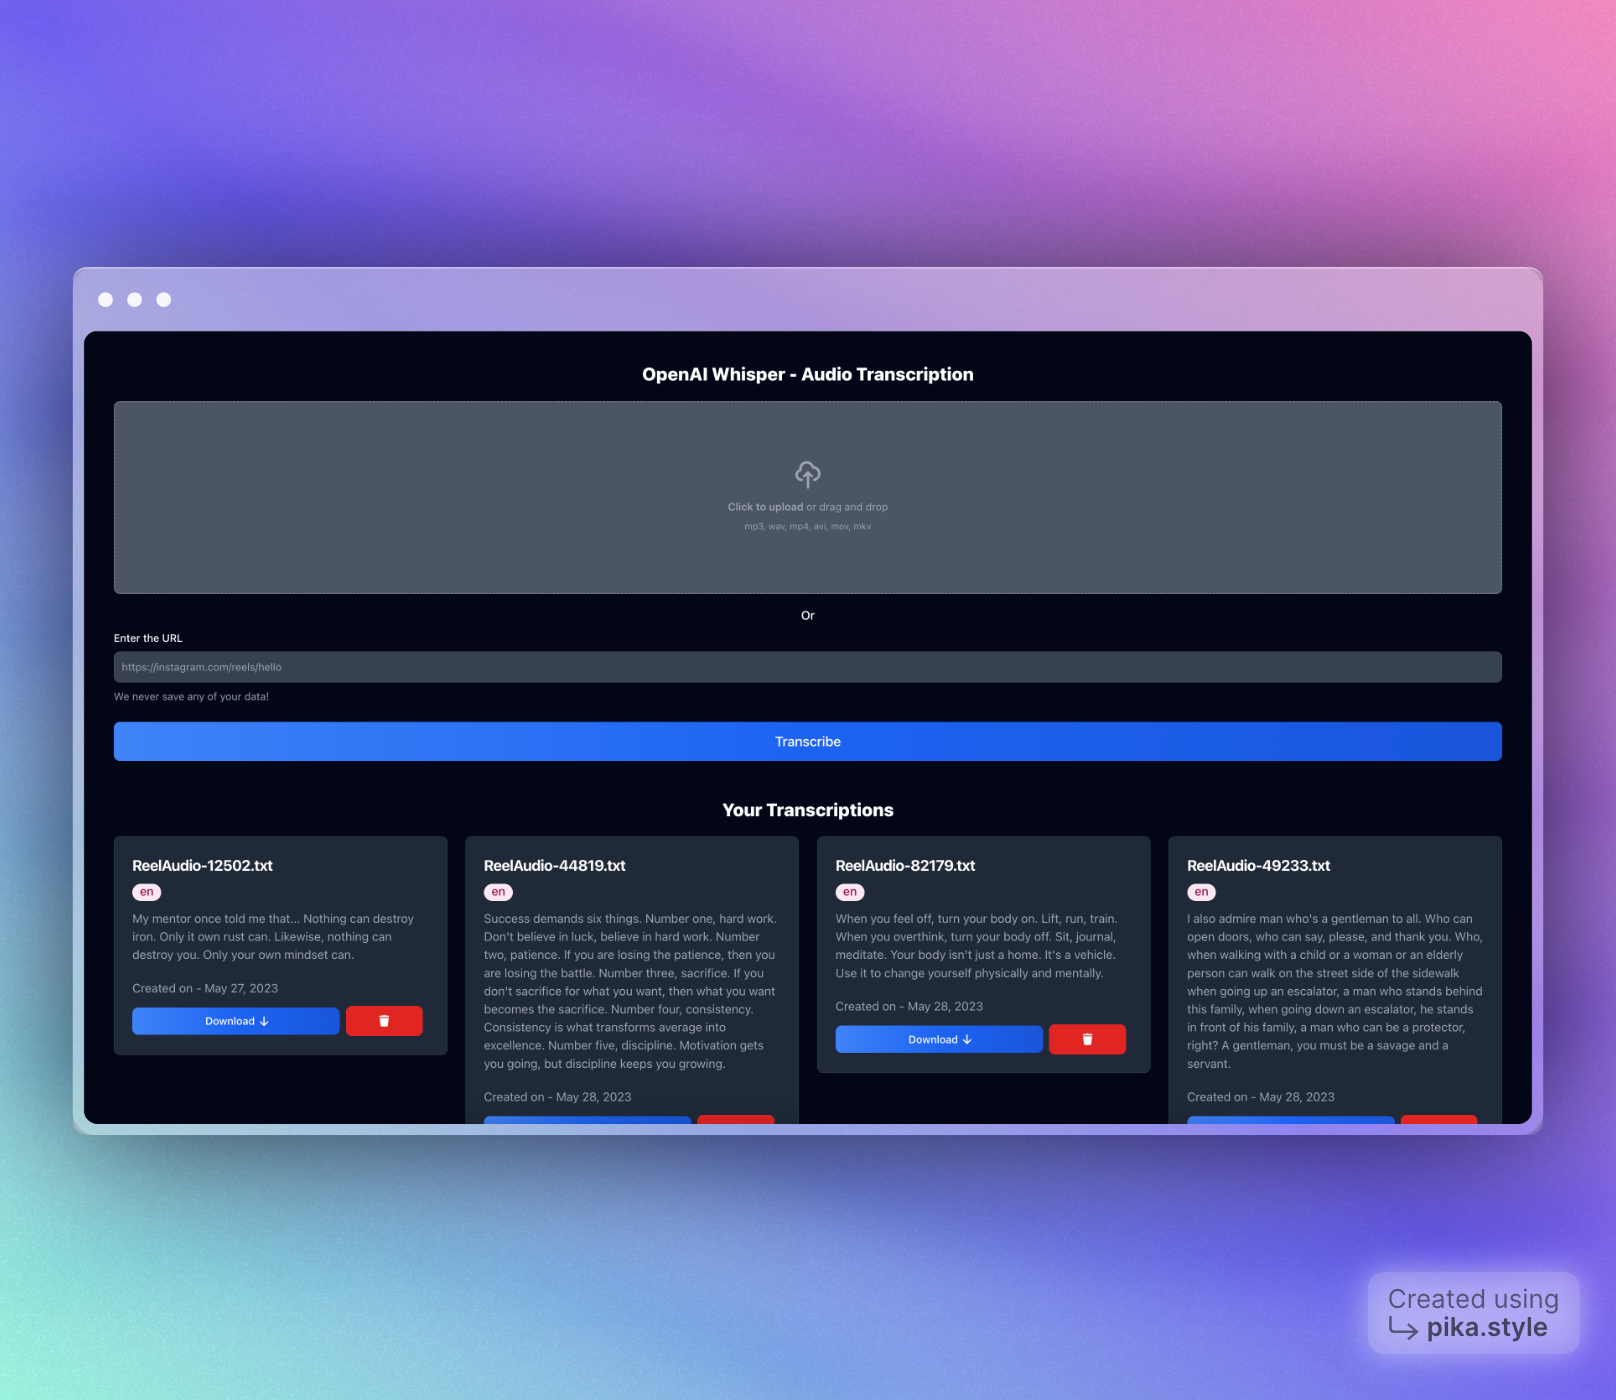 OpenAI Whisper - Audio Transcription
Click to upload or drag and drop
mp3, wav, mp4, avi, mov, mkv
Or
Enter the URL
https://instagram.com/reels/hello
We never save any of your data!
Transcribe
Your Transcriptions
ReelAudio-12502.txt
en
My mentor once told me that... Nothing can destroy
iron. Only it own rust can. Likewise, nothing can
destroy you. Only your own mindset can.
Created on - May 27, 2023
Download ↓
ReelAudio-44819.txt
en
Success demands six things. Number one, hard work.
Don't believe in luck, believe in hard work. Number
two, patience. If you are losing the patience, then you
are losing the battle. Number three, sacrifice. If you
don't sacrifice for what you want, then what you want
becomes the sacrifice. Number four, consistency.
Consistency is what transforms average into
excellence. Number five, discipline. Motivation gets
you going, but discipline keeps you growing.
Created on - May 28, 2023
ReelAudio-82179.txt
en
When you feel off, turn your body on. Lift, run, train.
When you overthink, turn your body off. Sit, journal,
meditate. Your body isn't just a home. It's a vehicle.
Use it to change yourself physically and mentally.
Created on - May 28, 2023
Download ↓
ReelAudio-49233.txt
en
I also admire man who's a gentleman to all. Who can
open doors, who can say, please, and thank you. Who,
when walking with a child or a woman or an elderly
person can walk on the street side of the sidewalk
when going up an escalator, a man who stands behind
this family, when going down an escalator, he stands
in front of his family, a man who can be a protector,
right? A gentleman, you must be a savage and a
servant.
Created on - May 28, 2023
Created using
pika.style